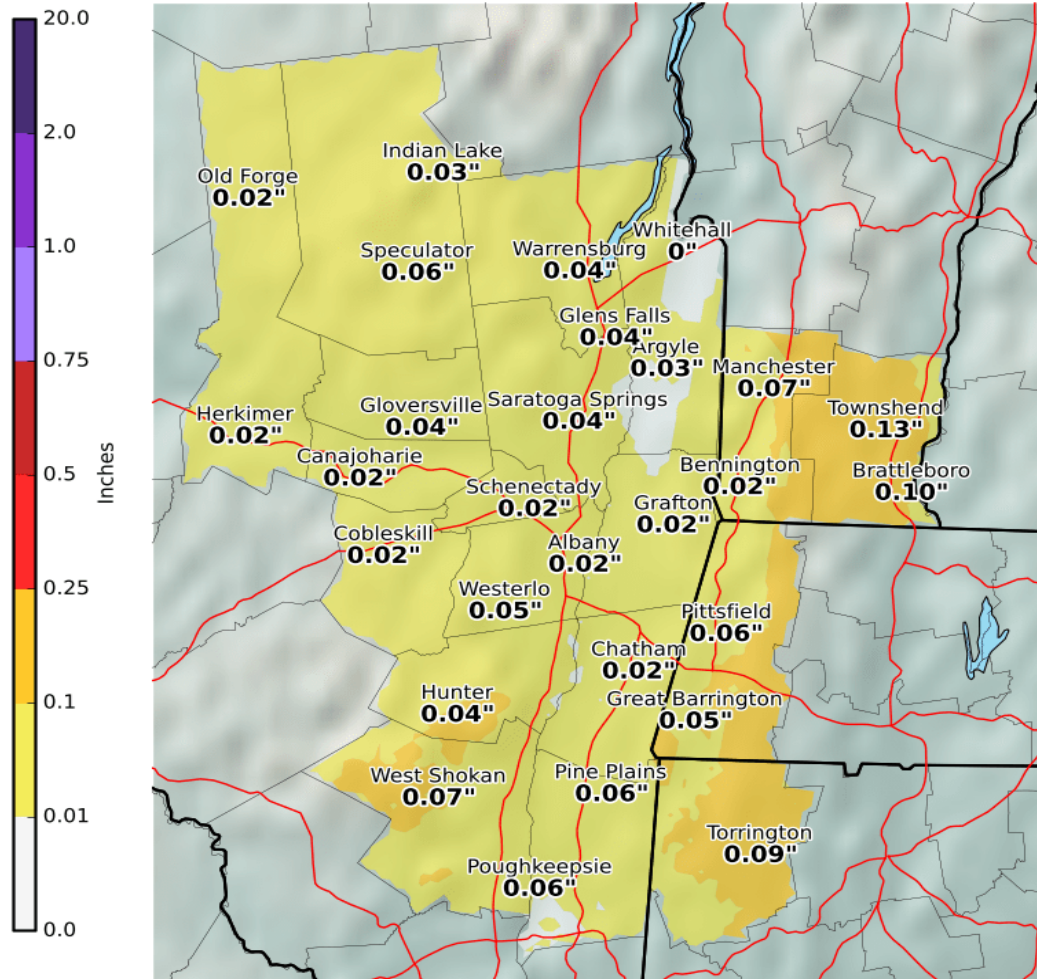 20.0
2.0
1.0
0.75
0.5
0.25
0.1
0.01
0.0
Inches
Indian Lake
0.03"
Old Forge
0.02"
Whitehall
0"
Speculator
0.06"
Warrensburg
0.04"
Glens Falls
0.04"
Argyle
0.03"
Manchester
0.07"
Herkimer
0.02"
Gloversville
0.04"
Saratoga Springs
0.04"
Townshend
0.13"
Canajoharie
0.02"
Bennington
0.02"
Brattleboro
0.10"
Schenectady
0.02"
Grafton
0.02"
Cobleskill
0.02"
Albany
0.02"
Westerlo
0.05"
Pittsfield
0.06"
Chatham
0.02"
Hunter
0.04"
Great Barrington
0.05"
West Shokan
0.07"
Pine Plains
0.06"
Torrington
0.09"
Poughkeepsie
0.06"